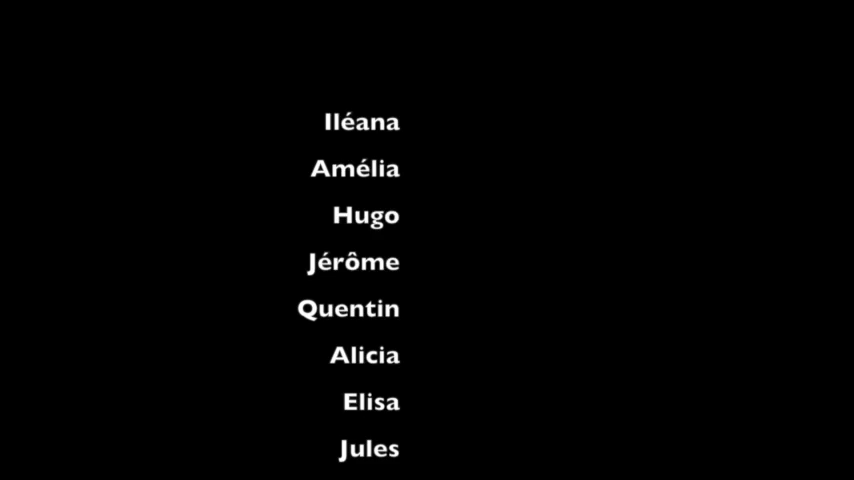 Iléana
Amélia
Hugo
Jérôme
Quentin
Alicia
Elisa
Jules